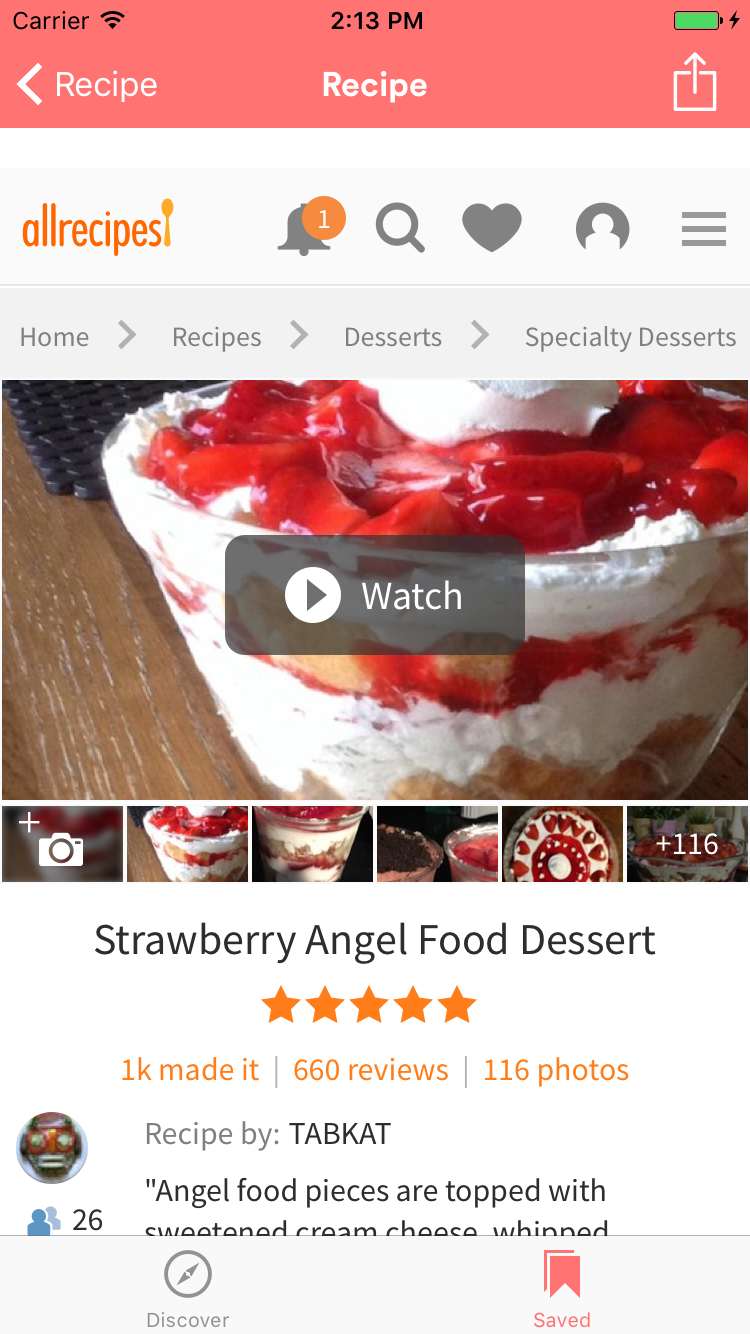 Carrier 2:13 PM
Recipe Recipe
allrecipes 1
Home Recipes Desserts Specialty Desserts
Watch
+116
Strawberry Angel Food Dessert
1k made it | 660 reviews | 116 photos
Recipe by: TABKAT
"Angel food pieces are topped with
26
sweetened cream cheese, whipped
Discover Saved